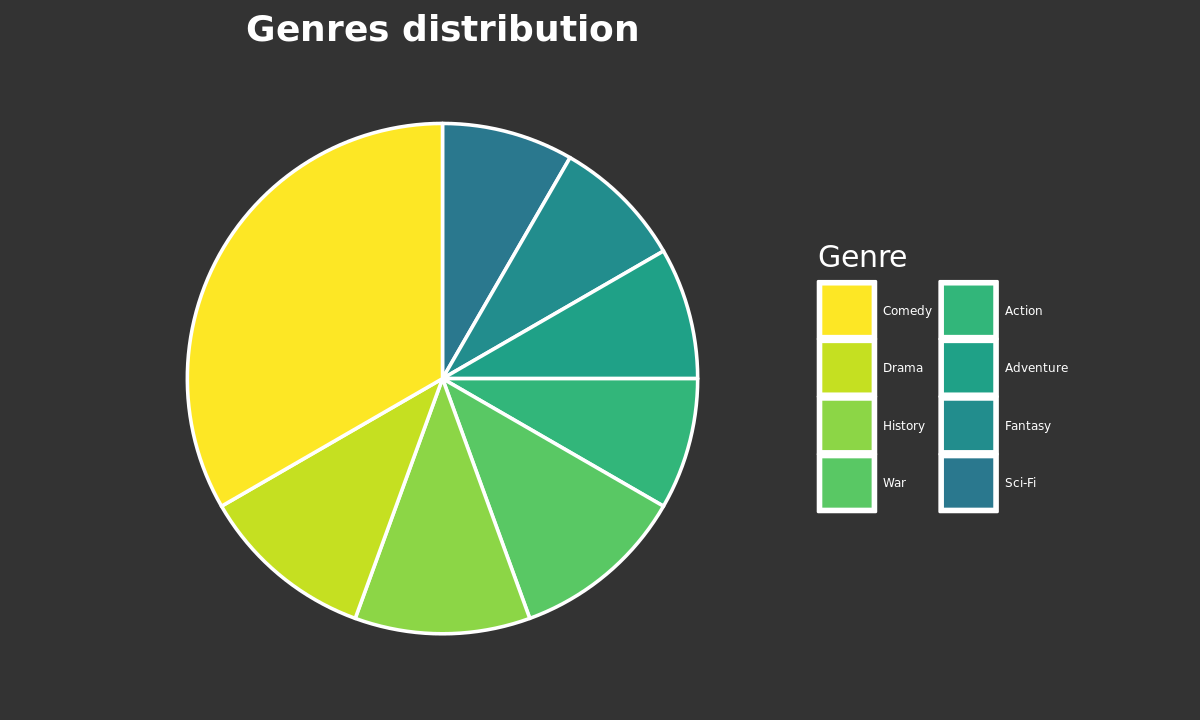 Genres distribution
Genre
Comedy
Drama
History
War
Action
Adventure
Fantasy
Sci-Fi